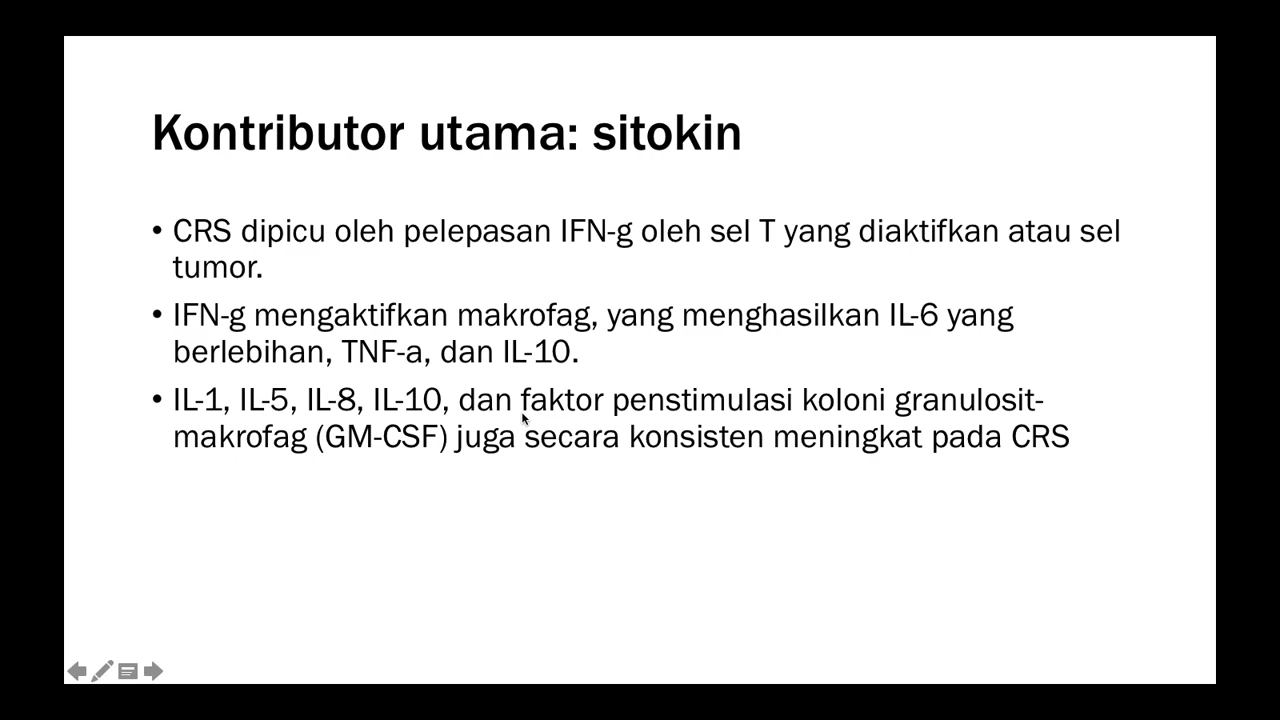 Kontributor utama: sitokin
• CRS dipicu oleh pelepasan IFN-g oleh sel T yang diaktifkan atau sel
tumor.
• IFN-g mengaktifkan makrofag, yang menghasilkan IL-6 yang
berlebihan, TNF-a, dan IL-10.
• IL-1, IL-5, IL-8, IL-10, dan faktor penstimulasi koloni granulosit-
makrofag (GM-CSF) juga secara konsisten meningkat pada CRS